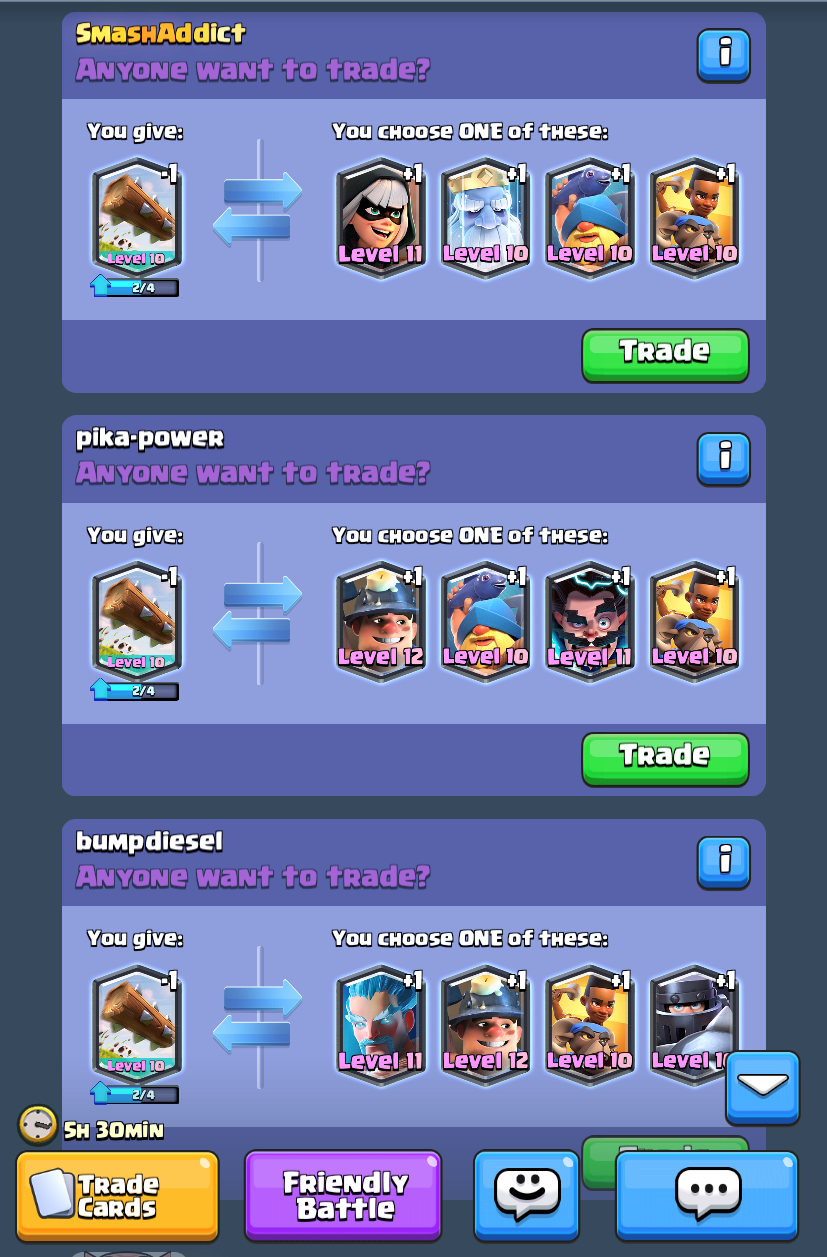 SmashAddict
Anyone want to trade?
You give:
You choose ONE of these:
-1
+1
+1
+1
+1
Level 10
Level 11
Level 10
Level 10
Level 10
2/4
Trade
pika-power
Anyone want to trade?
You give:
You choose ONE of these:
-1
+1
+1
+1
+1
Level 10
Level 12
Level 10
Level 11
Level 10
2/4
Trade
bumpdiesel
Anyone want to trade?
You give:
You choose ONE of these:
-1
+1
+1
+1
+1
Level 10
Level 11
Level 12
Level 10
Level
2/4
5h 30min
Trade
Cards
Friendly
Battle